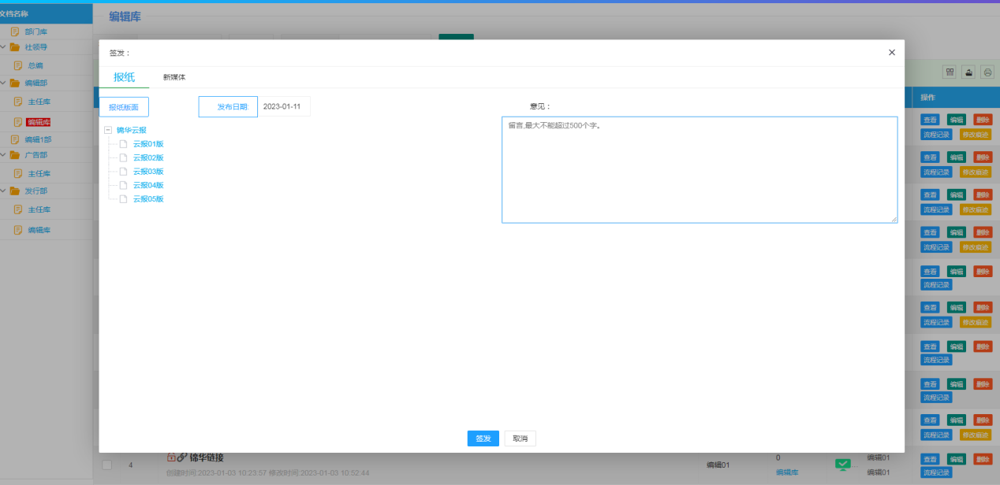 文档名称
部门库
社领导
总编
编辑部
主任库
编辑库
编辑1部
广告部
主任库
发行部
主任库
编辑库
编辑库
签发：
报纸 新媒体
报纸版面 发布日期: 2023-01-11 意见：
锦华云报
云报01版
云报02版
云报03版
云报04版
云报05版
留言,最大不能超过500个字。
签发 取消
操作
查看 编辑 删除
流程记录 修改痕迹
查看 编辑 删除
流程记录 修改痕迹
查看 编辑 删除
流程记录 修改痕迹
查看 编辑 删除
流程记录 修改痕迹
查看 编辑 删除
流程记录
查看 编辑 删除
流程记录 修改痕迹
查看 编辑 删除
流程记录
查看 编辑 删除
流程记录
查看 编辑 删除
流程记录 修改痕迹
4 锦华链接 编辑01 0 编辑01 查看 编辑 删除
创建时间:2023-01-03 10:23:57 修改时间:2023-01-03 10:52:44 编辑库 编辑01 流程记录